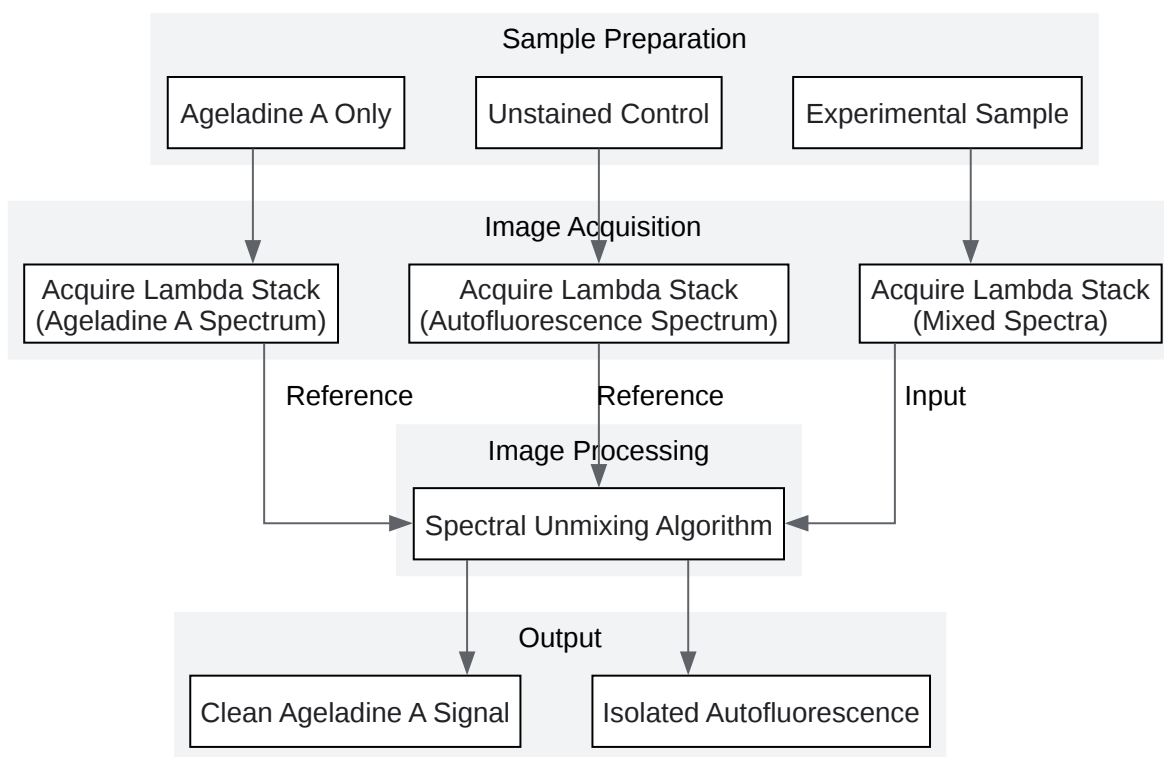 Sample Preparation
Ageladine A Only
Unstained Control
Experimental Sample
Image Acquisition
Acquire Lambda Stack
(Ageladine A Spectrum)
Acquire Lambda Stack
(Autofluorescence Spectrum)
Acquire Lambda Stack
(Mixed Spectra)
Reference
Reference
Input
Image Processing
Spectral Unmixing Algorithm
Output
Clean Ageladine A Signal
Isolated Autofluorescence